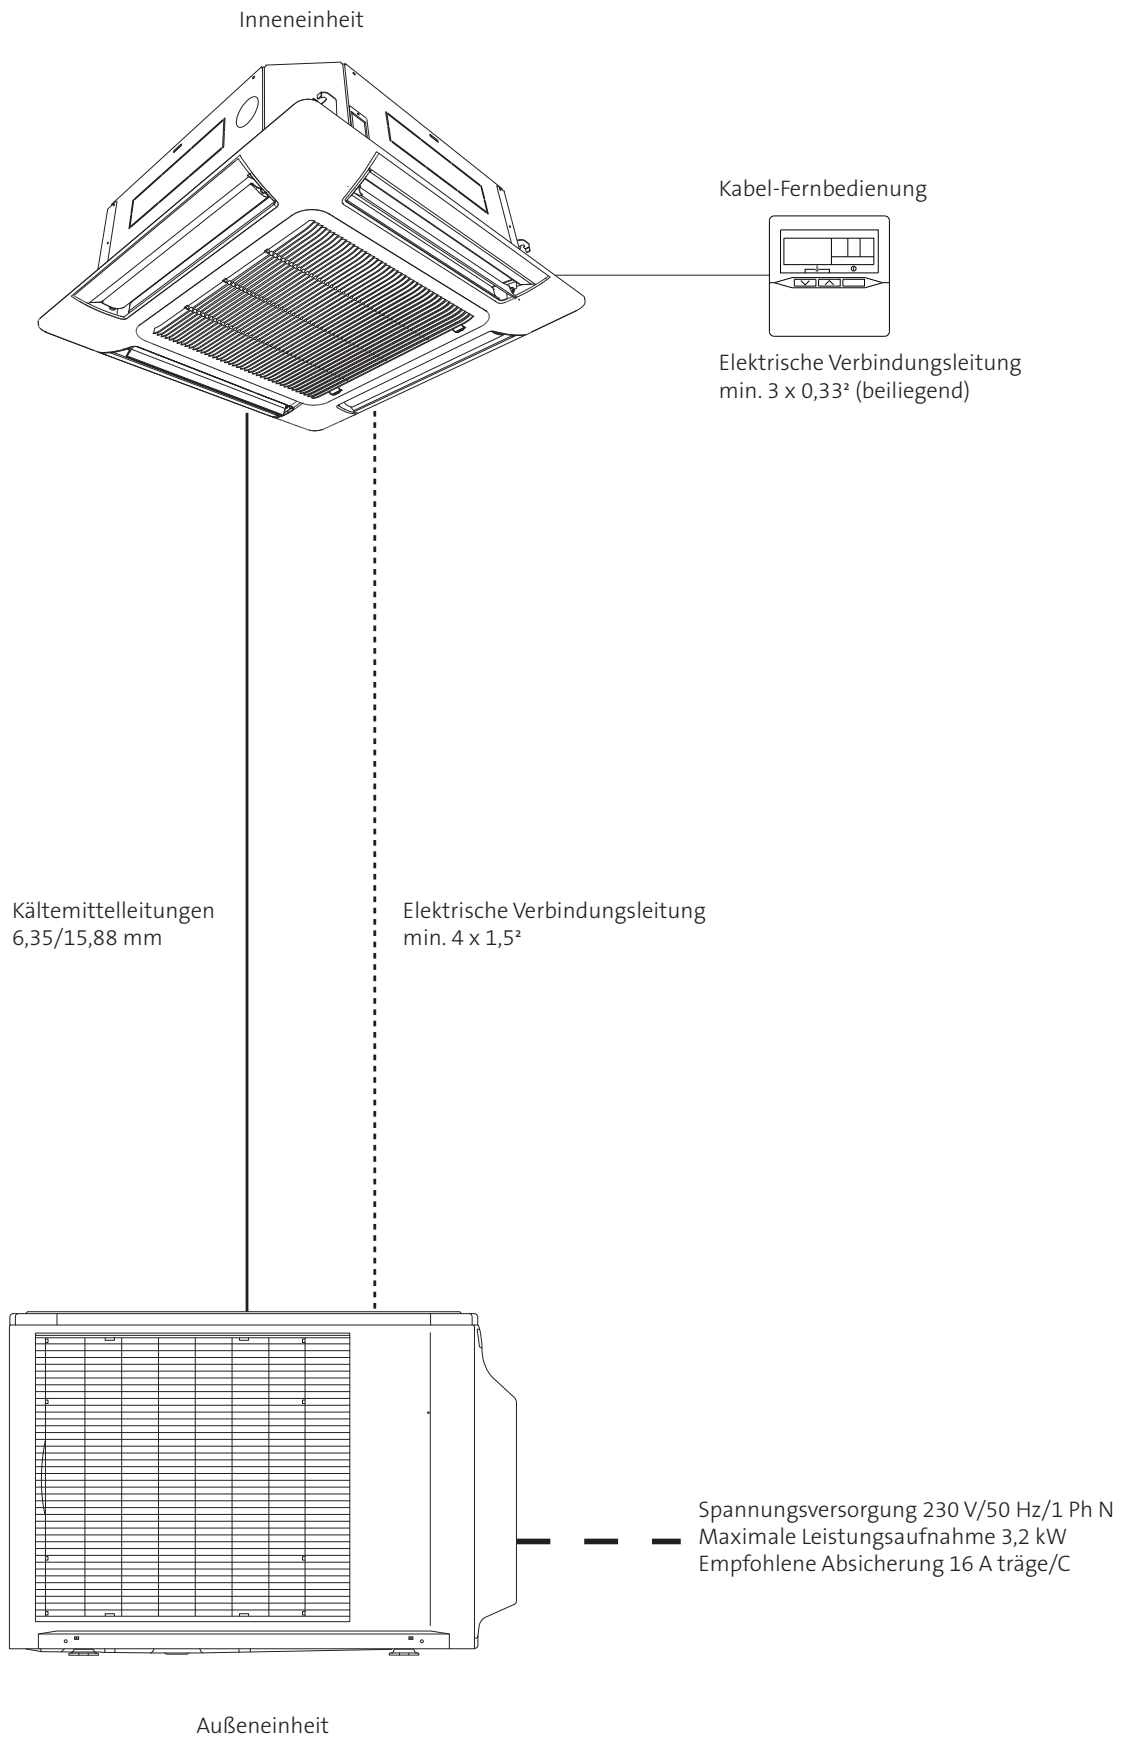 Inneneinheit
Kabel-Fernbedienung
Elektrische Verbindungsleitung
min. 3 x 0,33² (beiliegend)
Kältemittelleitungen
6,35/15,88 mm
Elektrische Verbindungsleitung
min. 4 x 1,5²
Spannungsversorgung 230 V/50 Hz/1 Ph N
Maximale Leistungsaufnahme 3,2 kW
Empfohlene Absicherung 16 A träge/C
Außeneinheit